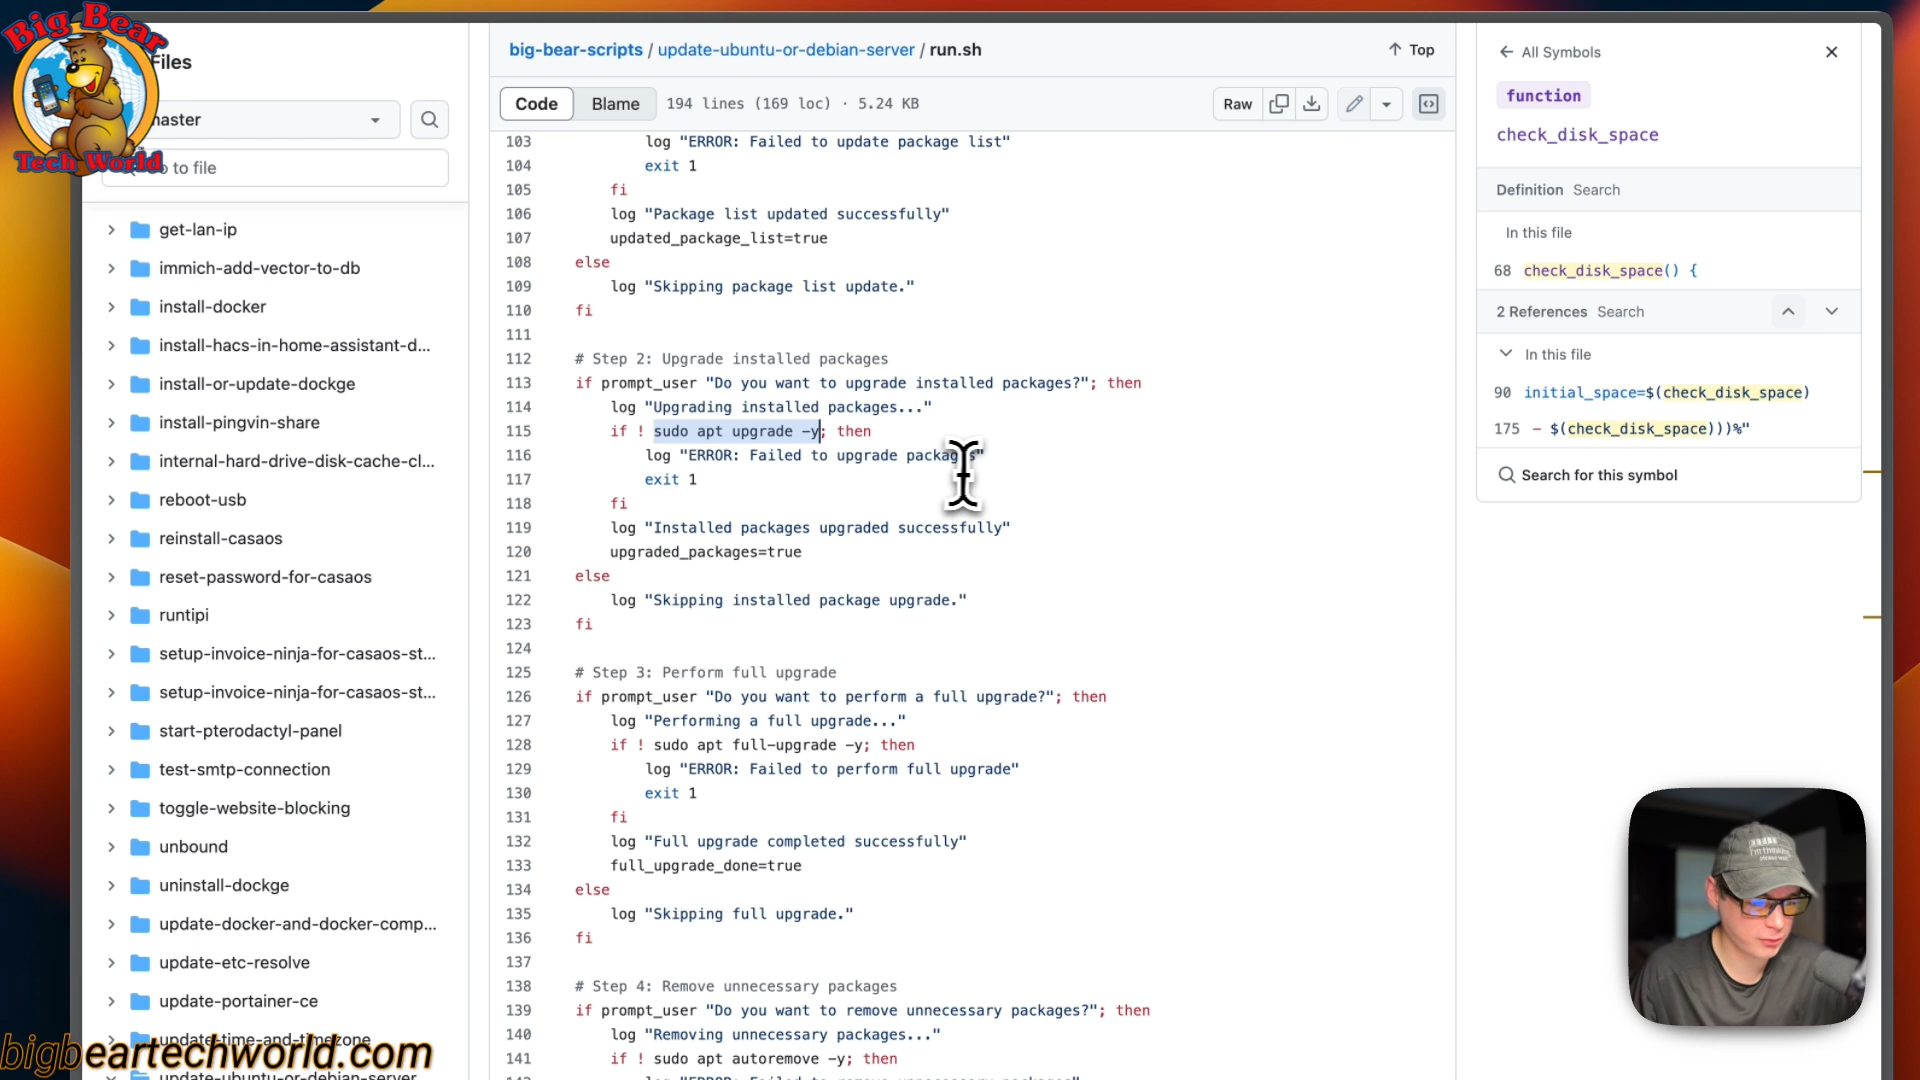 Big Bear
Tech World
Files
master
to file
get-lan-ip
immich-add-vector-to-db
install-docker
install-hacs-in-home-assistant-d...
install-or-update-dockge
install-pingvin-share
internal-hard-drive-disk-cache-cl...
reboot-usb
reinstall-casaos
reset-password-for-casaos
runtipi
setup-invoice-ninja-for-casaos-st...
setup-invoice-ninja-for-casaos-st...
start-pterodactyl-panel
test-smtp-connection
toggle-website-blocking
unbound
uninstall-dockge
update-docker-and-docker-comp...
update-etc-resolve
update-portainer-ce
update-time-and-timezone
update-ubuntu-or-debian-server
bigbeartechworld.com
big-bear-scripts / update-ubuntu-or-debian-server / run.sh
Top
Code Blame 194 lines (169 loc) · 5.24 KB
Raw
103 log "ERROR: Failed to update package list"
104 exit 1
105 fi
106 log "Package list updated successfully"
107 updated_package_list=true
108 else
109 log "Skipping package list update."
110 fi
111
112 # Step 2: Upgrade installed packages
113 if prompt_user "Do you want to upgrade installed packages?"; then
114 log "Upgrading installed packages..."
115 if ! sudo apt upgrade -y; then
116 log "ERROR: Failed to upgrade packages"
117 exit 1
118 fi
119 log "Installed packages upgraded successfully"
120 upgraded_packages=true
121 else
122 log "Skipping installed package upgrade."
123 fi
124
125 # Step 3: Perform full upgrade
126 if prompt_user "Do you want to perform a full upgrade?"; then
127 log "Performing a full upgrade..."
128 if ! sudo apt full-upgrade -y; then
129 log "ERROR: Failed to perform full upgrade"
130 exit 1
131 fi
132 log "Full upgrade completed successfully"
133 full_upgrade_done=true
134 else
135 log "Skipping full upgrade."
136 fi
137
138 # Step 4: Remove unnecessary packages
139 if prompt_user "Do you want to remove unnecessary packages?"; then
140 log "Removing unnecessary packages..."
141 if ! sudo apt autoremove -y; then
All Symbols
function
check_disk_space
Definition Search
In this file
68 check_disk_space() {
2 References Search
In this file
90 initial_space=$(check_disk_space)
175 - $(check_disk_space)))%"
Search for this symbol